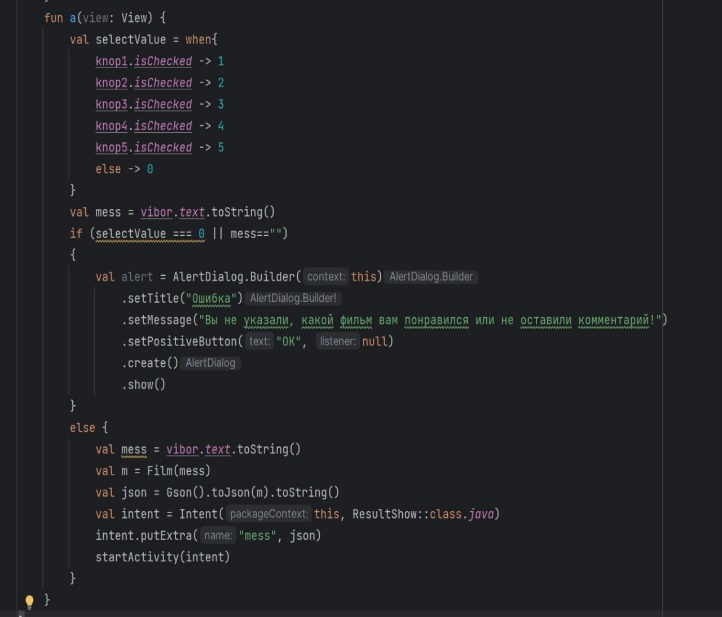 fun a(view: View) {
val selectValue = when{
knop1.isChecked -> 1
knop2.isChecked -> 2
knop3.isChecked -> 3
knop4.isChecked -> 4
knop5.isChecked -> 5
else -> 0
}
val mess = vibor.text.toString()
if (selectValue === 0 || mess=="")
{
val alert = AlertDialog.Builder( context: this) AlertDialog.Builder
.setTitle("Ошибка") AlertDialog.Builder!
.setMessage("Вы не указали, какой фильм вам понравился или не оставили комментарий!")
.setPositiveButton( text: "OK", listener: null)
.create() AlertDialog
.show()
}
else {
val mess = vibor.text.toString()
val m = Film(mess)
val json = Gson().toJson(m).toString()
val intent = Intent( packageContext: this, ResultShow::class.java)
intent.putExtra( name: "mess", json)
startActivity(intent)
}
}